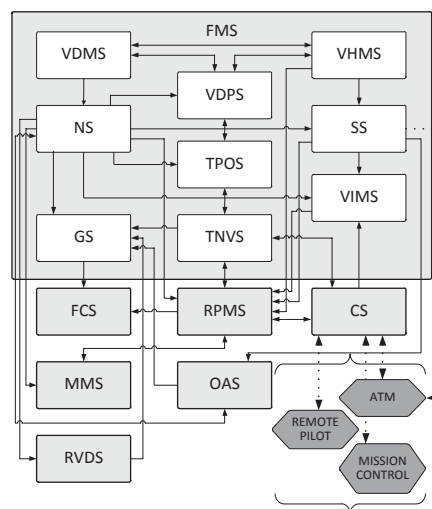 FMS
VDMS
VHMS
VDPS
NS
SS
TPOS
VIMS
GS
TNVS
FCS
RPMS
CS
MMS
OAS
ATM
REMOTE
PILOT
RVDS
MISSION
CONTROL